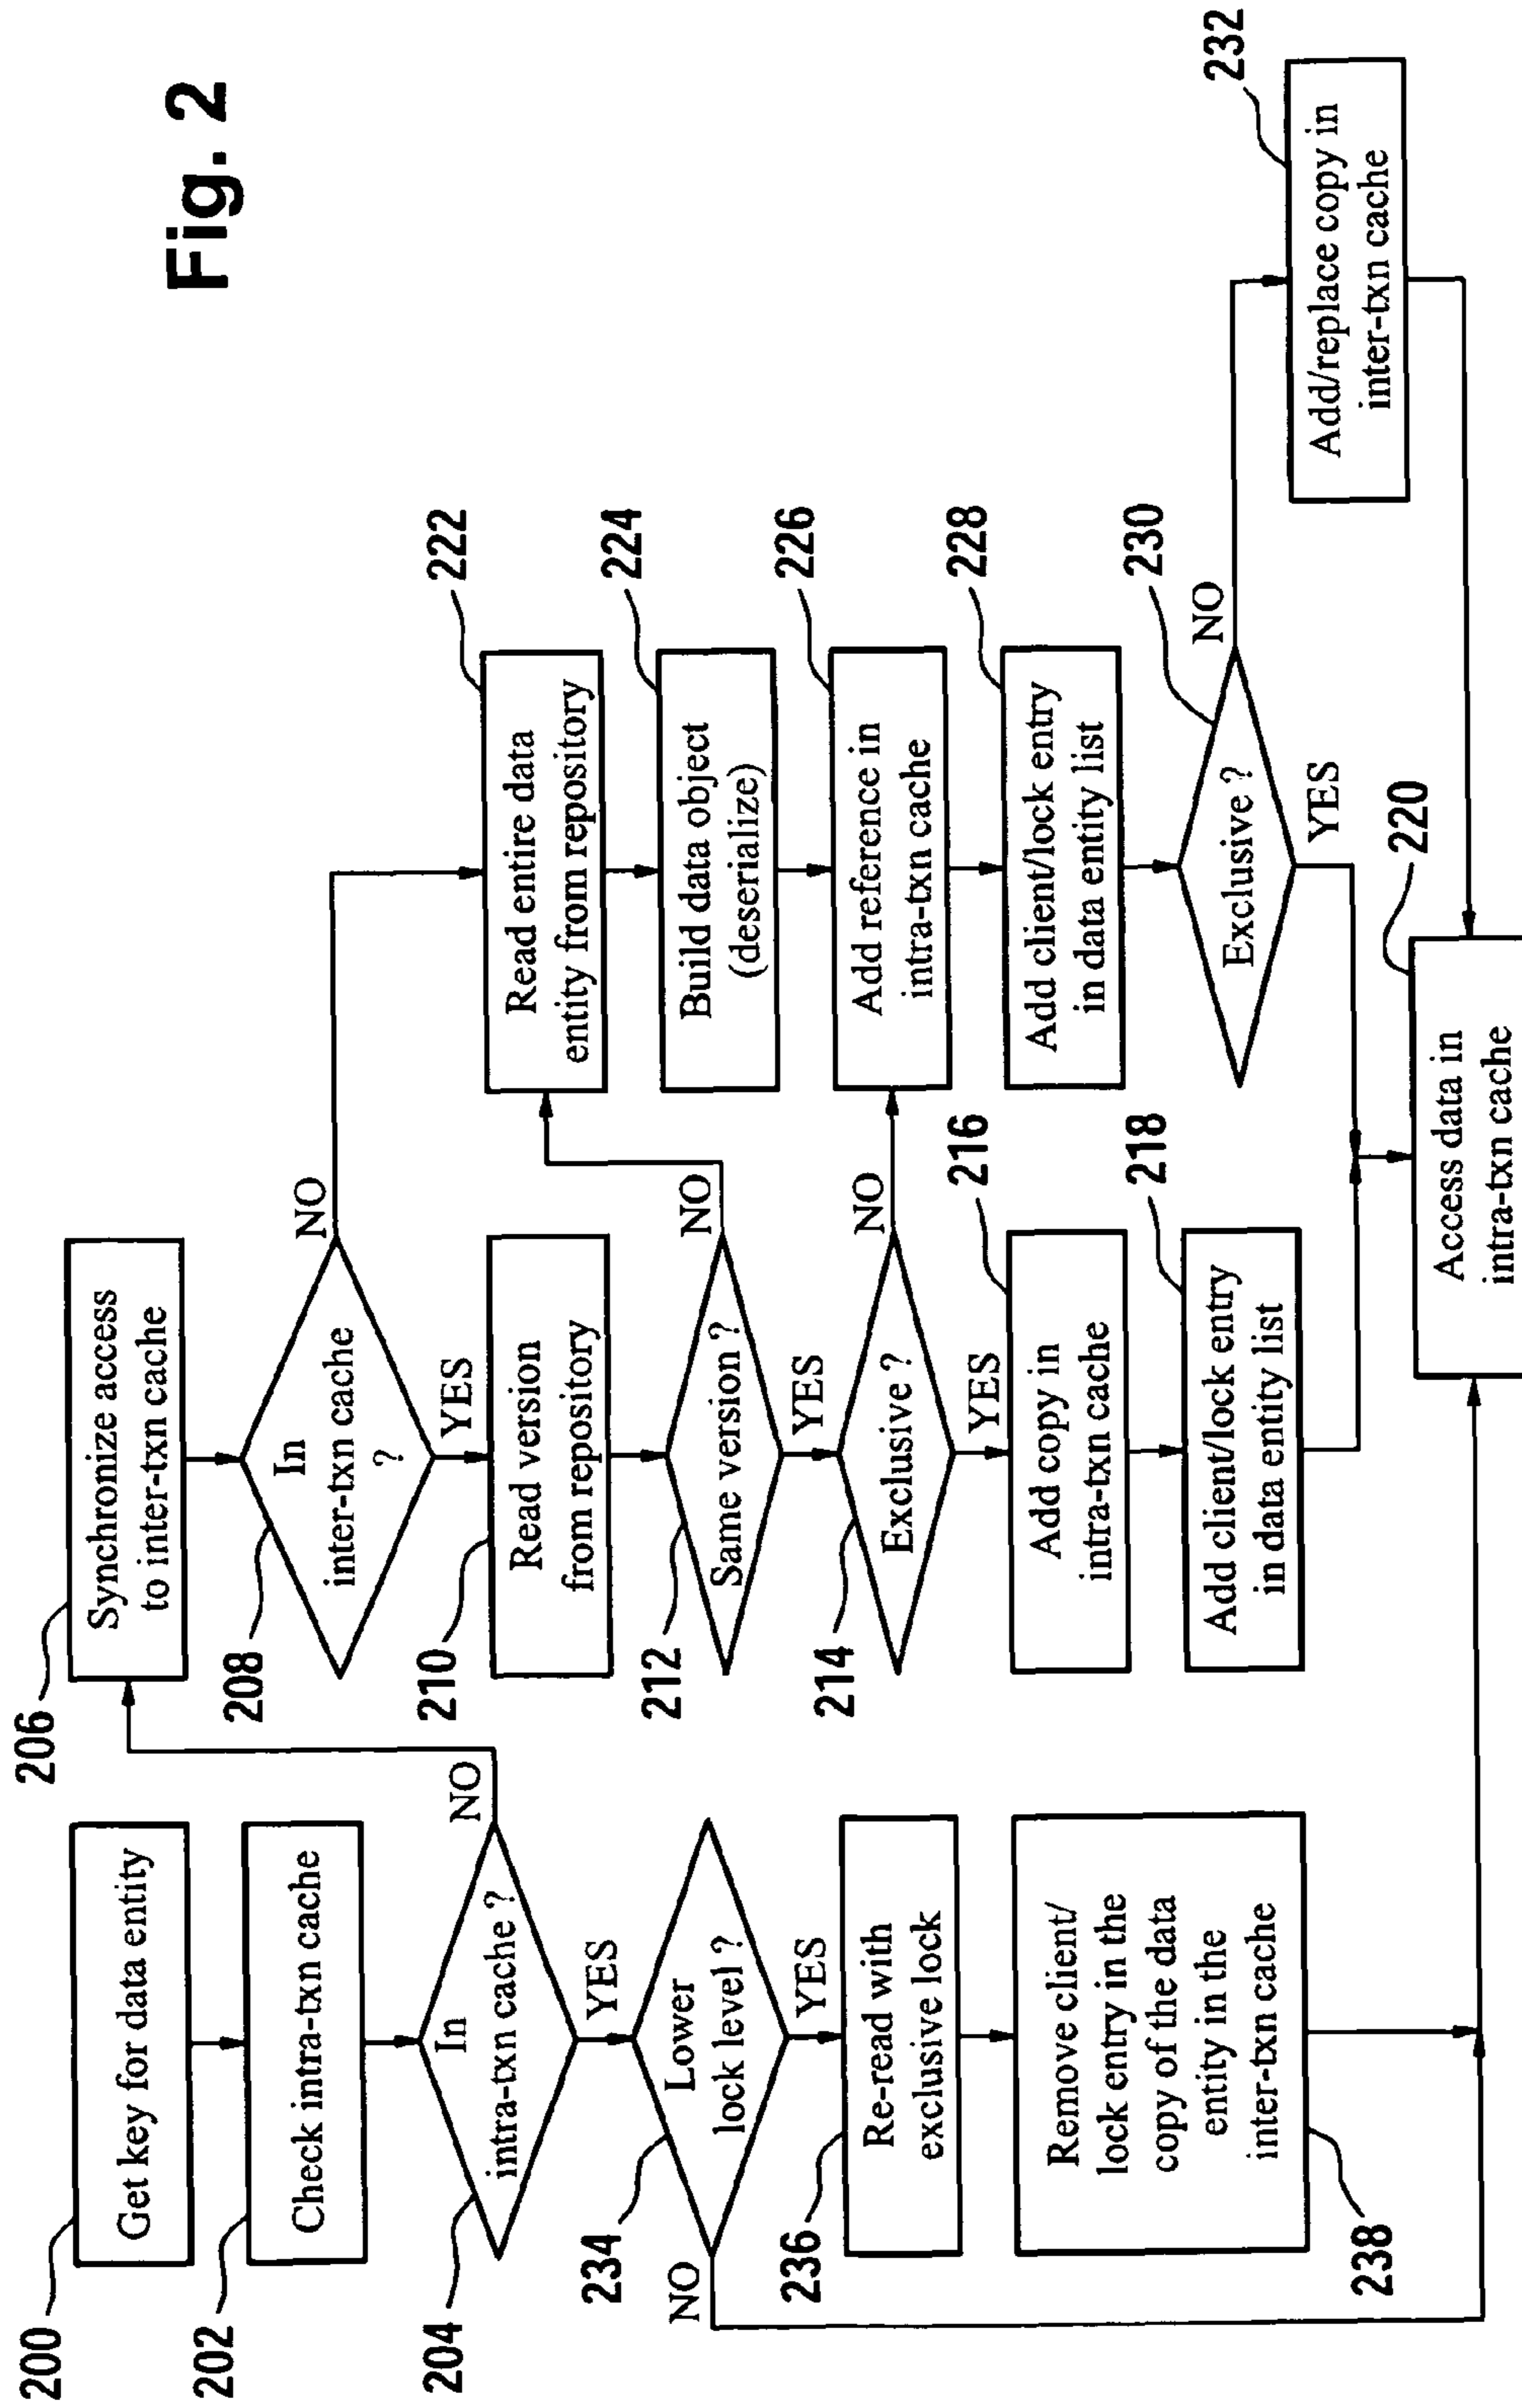 Fig. 2
200
Get key for data entity
202
Check intra-txn cache
204
In
intra-txn cache ?
NO
YES
234
Lower
lock level ?
NO
YES
236
Re-read with
exclusive lock
238
Remove client/
lock entry in the
copy of the data
entity in the
inter-txn cache
206
Synchronize access
to inter-txn cache
208
In
inter-txn cache
?
NO
YES
210
Read version
from repository
212
Same version ?
NO
YES
214
Exclusive ?
NO
YES
216
Add copy in
intra-txn cache
218
Add client/lock entry
in data entity list
222
Read entire data
entity from repository
224
Build data object
(deserialize)
226
Add reference in
intra-txn cache
228
Add client/lock entry
in data entity list
230
Exclusive ?
NO
YES
232
Add/replace copy in
inter-txn cache
220
Access data in
intra-txn cache